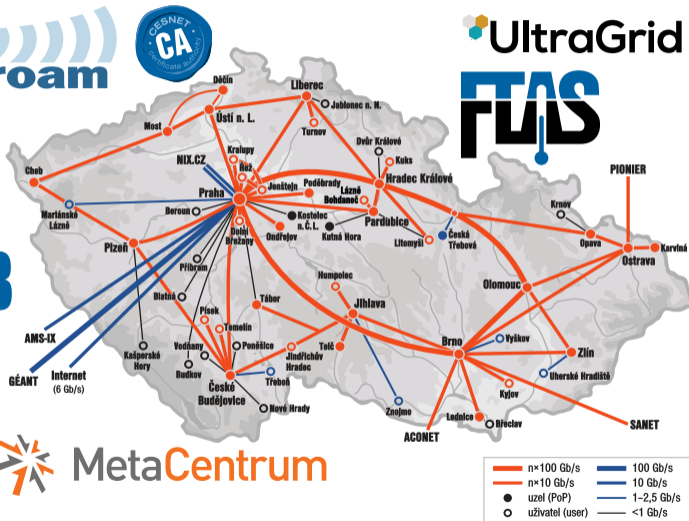 roam
CESNET
CA
certificate authority
UltraGrid
FTAS
Děčín
Liberec
Jablonec n. N.
Ústí n. L.
Most
Turnov
Dvůr Králové
Kralupy
NIX.CZ
Řež
Kuks
Cheb
Jenštejn
Poděbrady
Hradec Králové
PIONIER
Praha
Lázně
Bohdaneč
Mariánské
Lázně
Beroun
Kostelec
n.Č.L.
Kutná Hora
Pardubice
Krnov
Dolní
Břežany
Ondřejov
Litomyšl
Česká
Třebová
Opava
Karviná
Ostrava
Plzeň
Příbram
Humpolec
Olomouc
Blatná
Tábor
Jihlava
Písek
Temelín
AMS-IX
Vodňany
Poněšice
Telč
Brno
Vyškov
Zlín
GÉANT
Internet
(6 Gb/s)
Kašperské
Hory
Budkov
Jindřichův
Hradec
Třeboň
Uherské Hradiště
České
Budějovice
Kyjov
Nové Hrady
Znojmo
Lednice
Břeclav
SANET
ACONET
MetaCentrum
n×100 Gb/s
100 Gb/s
n×10 Gb/s
10 Gb/s
uzel (PoP)
1–2,5 Gb/s
uživatel (user)
<1 Gb/s